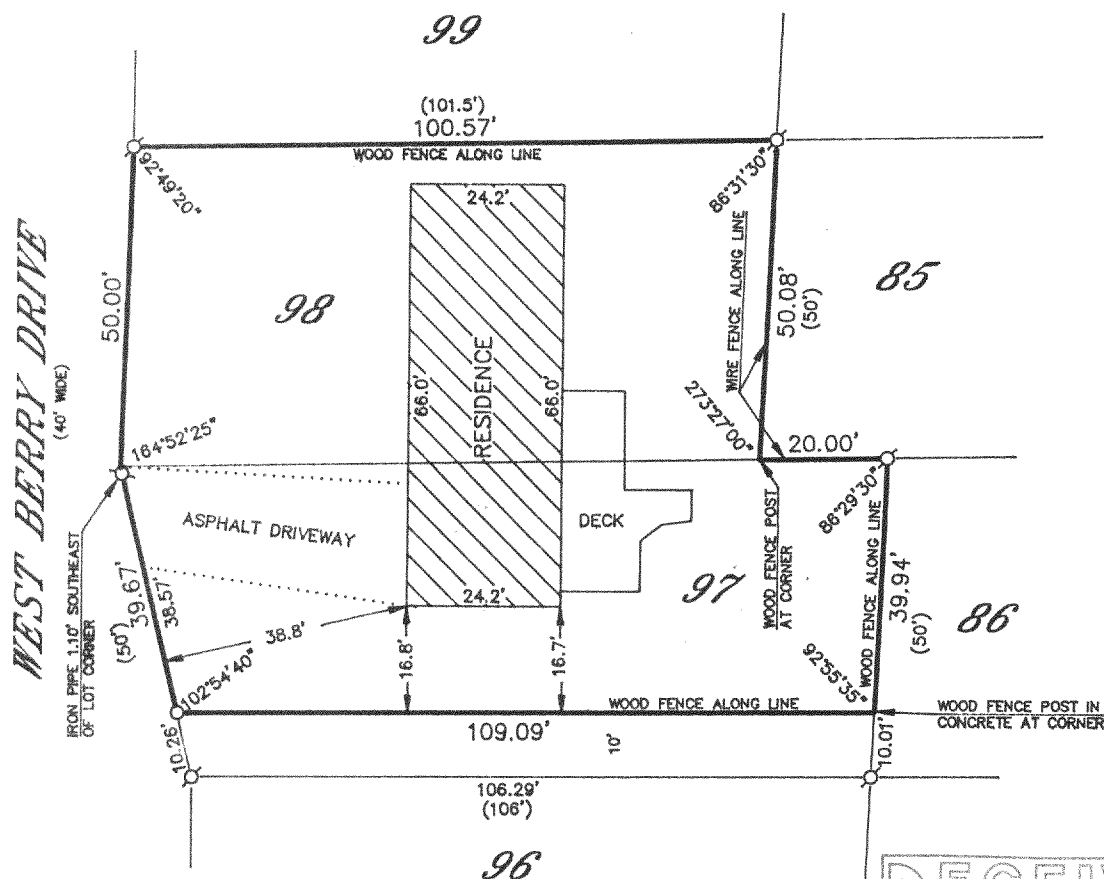 99
(101.5')
100.57'
WOOD FENCE ALONG LINE
92°49'20"
86°31'30"
24.2'
WEST BERRY DRIVE
(40' WIDE)
50.00'
98
RESIDENCE
66.0'
66.0'
WIRE FENCE ALONG LINE
50.08'
(50')
85
273°27'00"
20.00'
164°52'25"
86°29'30"
ASPHALT DRIVEWAY
DECK
IRON PIPE 1.10' SOUTHEAST
OF LOT CORNER
39.67'
(50')
38.57'
24.2'
97
WOOD FENCE POST
AT CORNER
WOOD FENCE ALONG LINE
39.94'
(50')
86
38.8'
16.8'
16.7'
102°54'40"
92°55'35"
WOOD FENCE ALONG LINE
WOOD FENCE POST IN
CONCRETE AT CORNER
109.09'
10'
10.26'
10.01'
106.29'
(106')
96